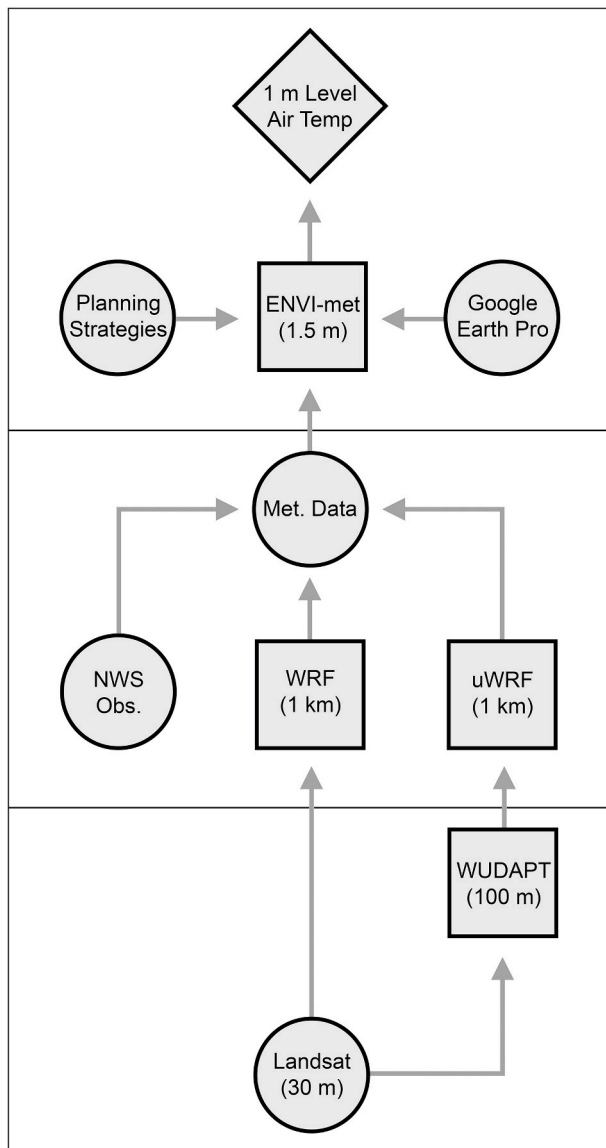 1 m Level
Air Temp
Planning
Strategies
ENVI-met
(1.5 m)
Google
Earth Pro
Met. Data
NWS
Obs.
WRF
(1 km)
uWRF
(1 km)
WUDAPT
(100 m)
Landsat
(30 m)